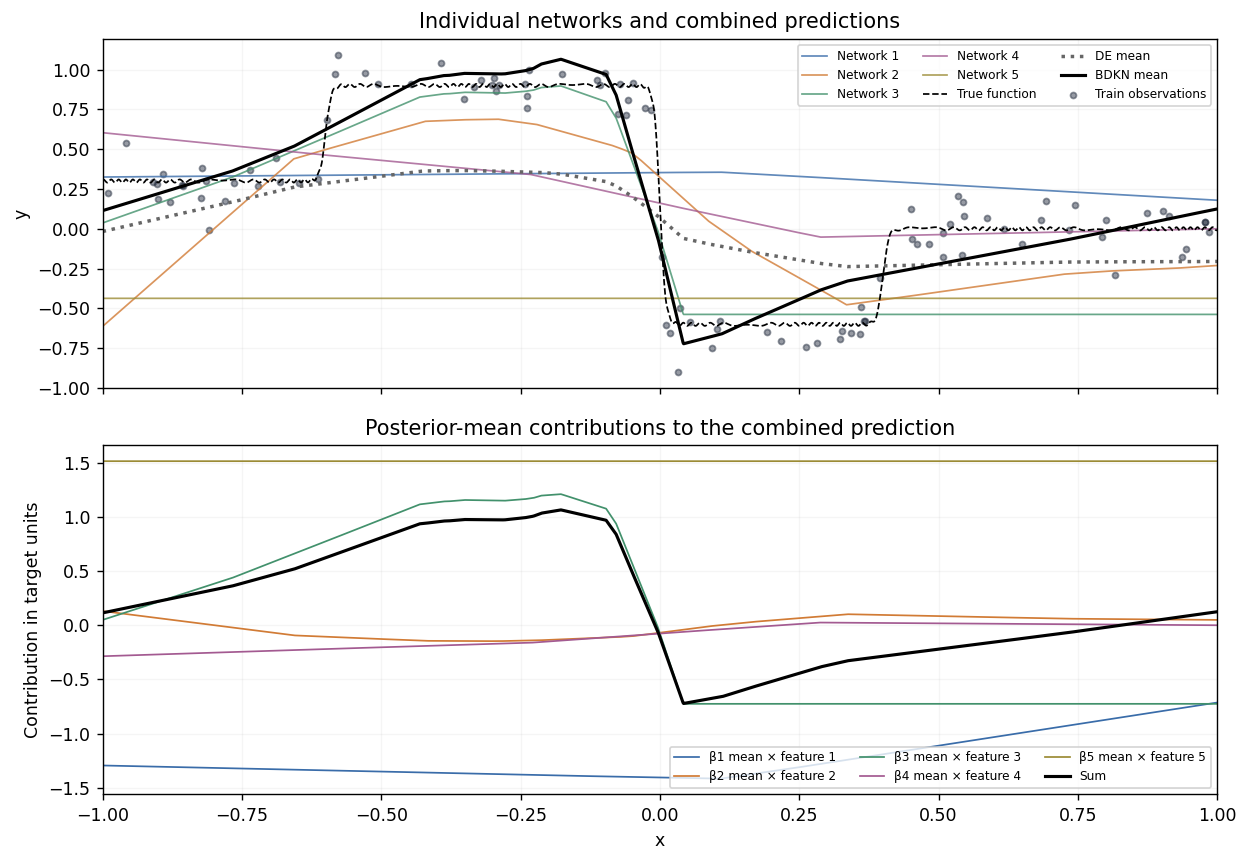 Individual networks and combined predictions
y
1.00
0.75
0.50
0.25
0.00
−0.25
−0.50
−0.75
−1.00
Network 1
Network 2
Network 3
Network 4
Network 5
True function
DE mean
BDKN mean
Train observations
Posterior-mean contributions to the combined prediction
Contribution in target units
1.5
1.0
0.5
0.0
−0.5
−1.0
−1.5
β1 mean × feature 1
β2 mean × feature 2
β3 mean × feature 3
β4 mean × feature 4
β5 mean × feature 5
Sum
−1.00 −0.75 −0.50 −0.25 0.00 0.25 0.50 0.75 1.00
x